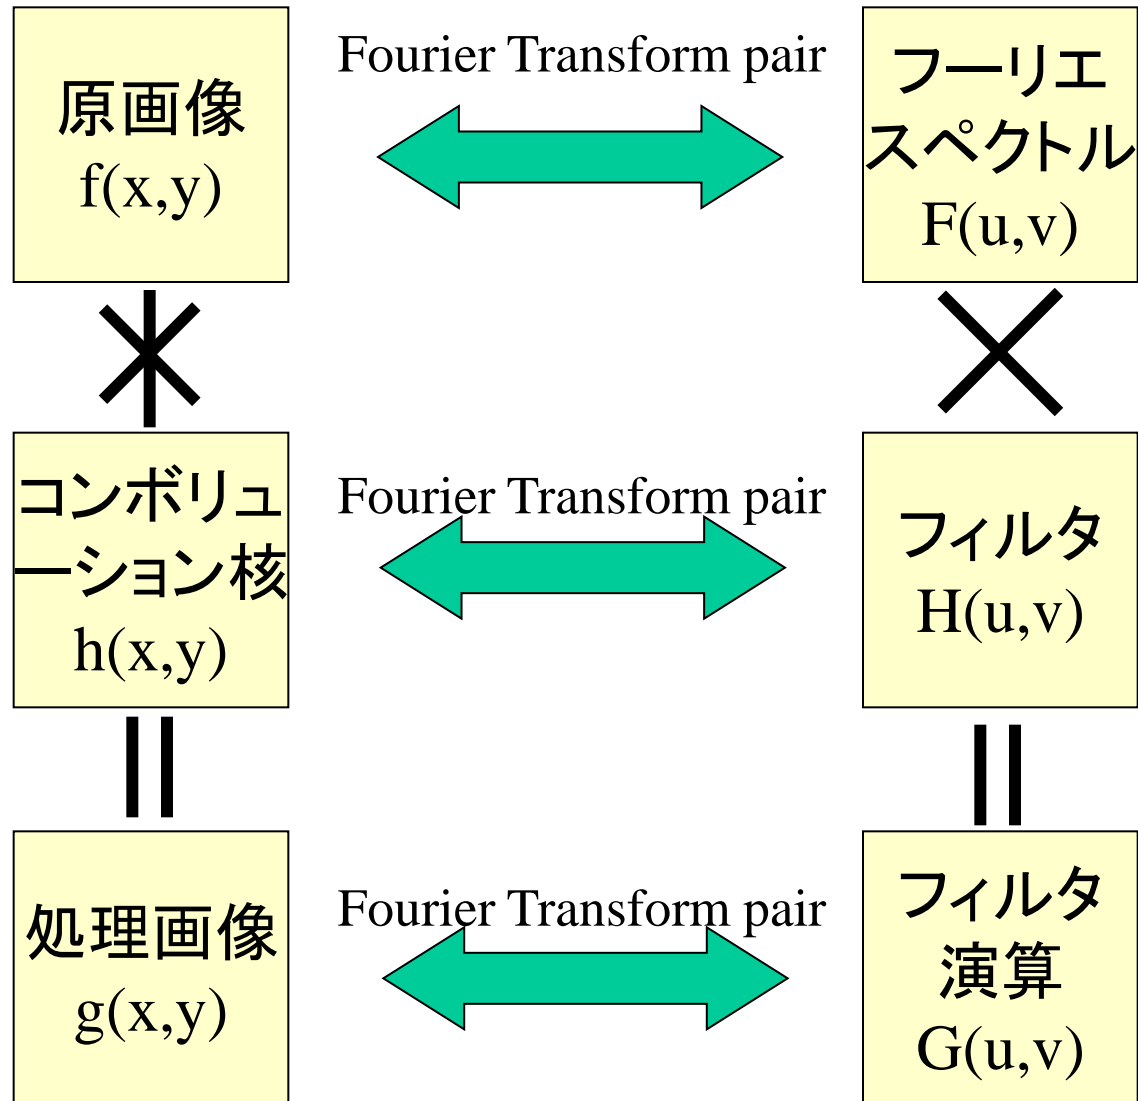 原画像
f(x,y)
Fourier Transform pair
フーリエ
スペクトル
F(u,v)
コンボリュ
ーション核
h(x,y)
Fourier Transform pair
フィルタ
H(u,v)
処理画像
g(x,y)
Fourier Transform pair
フィルタ
演算
G(u,v)